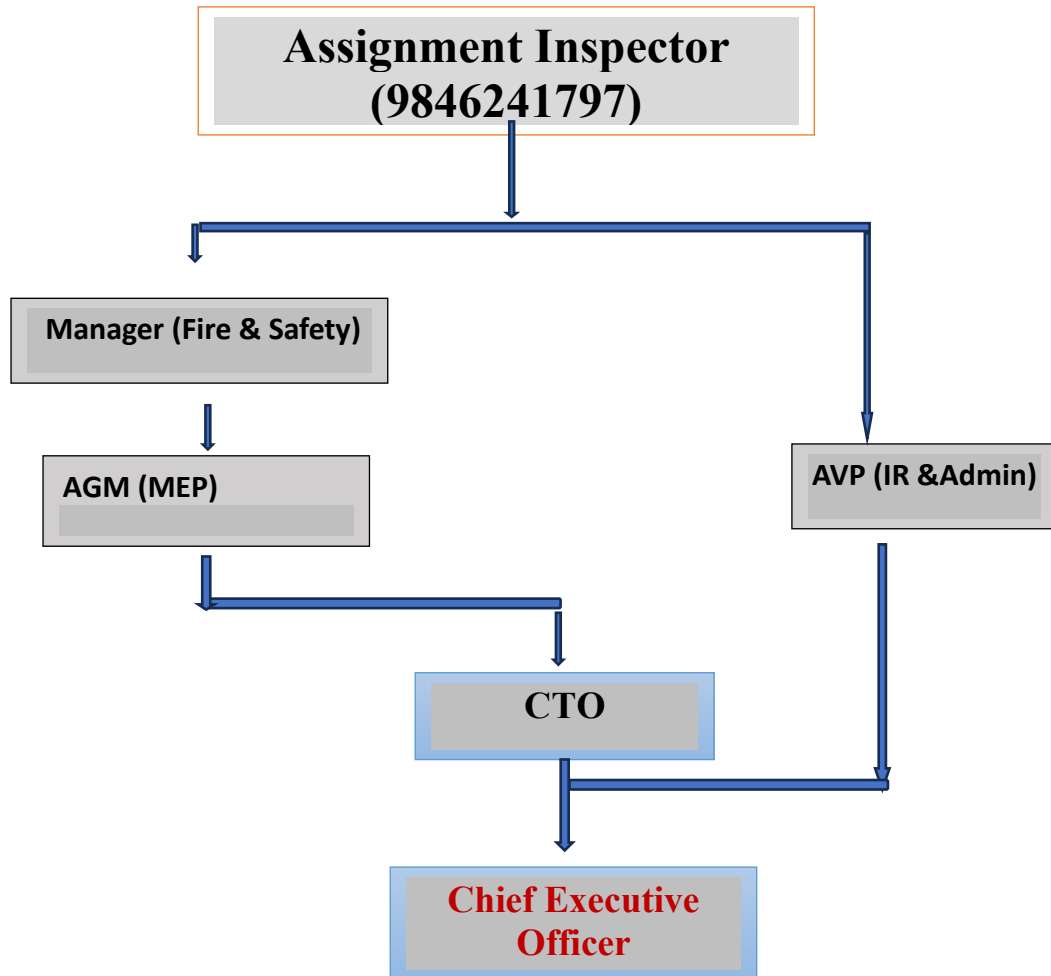 Assignment Inspector
(9846241797)
Manager (Fire & Safety)
AGM (MEP)
AVP (IR &Admin)
CTO
Chief Executive
Officer